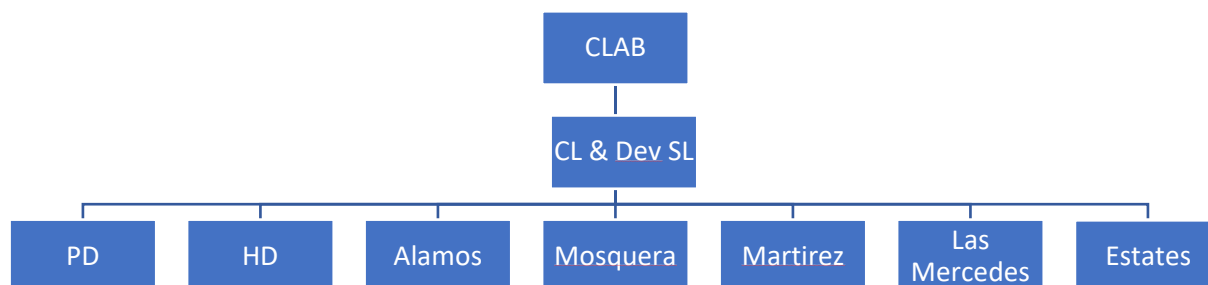 CLAB
CL & Dev SL
PD
HD
Alamos
Mosquera
Martirez
Las
Mercedes
Estates